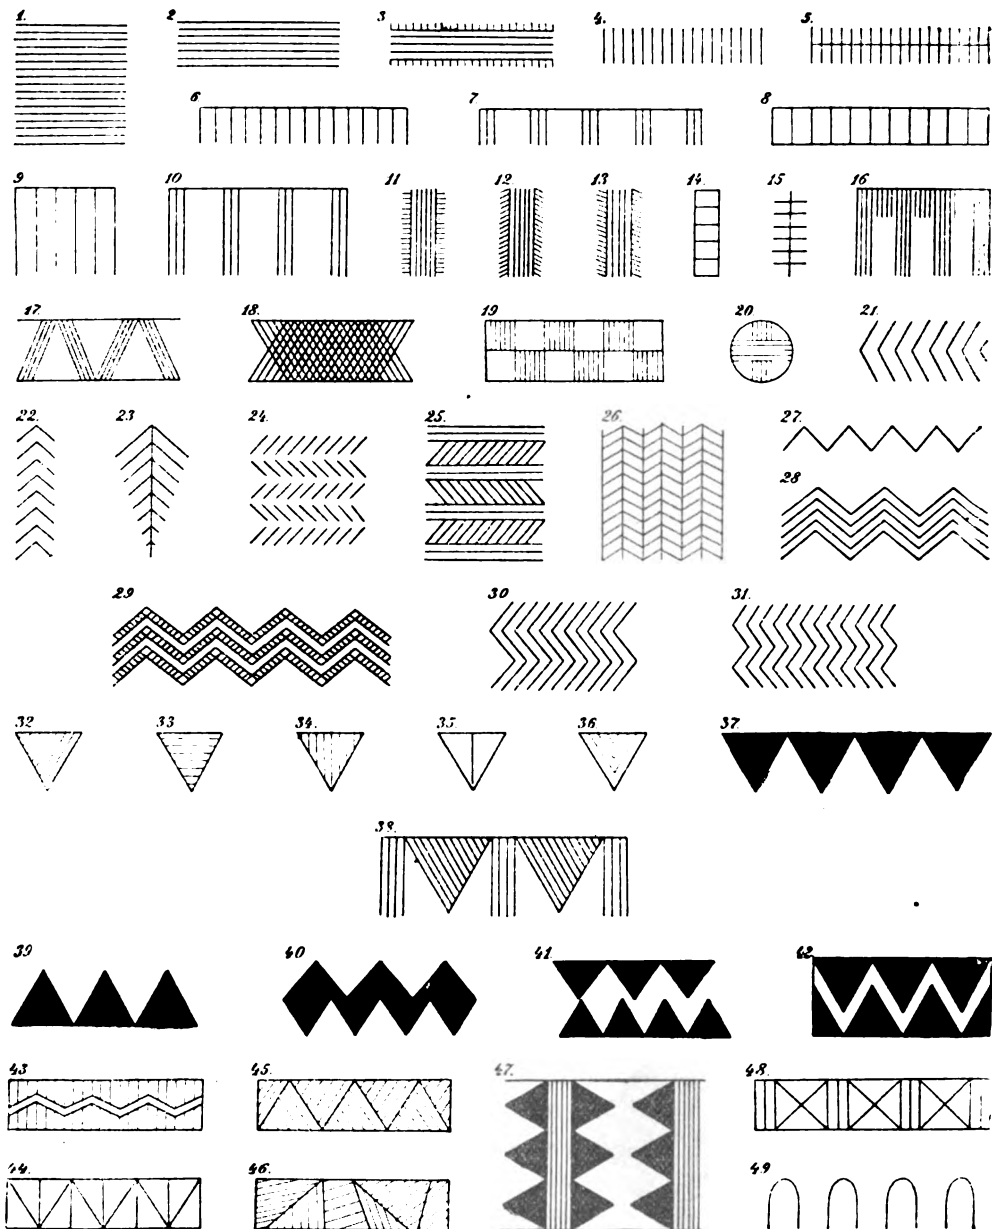 1. 2. 3 4. 5.
6 7 8
9 10 11 12. 13. 14. 15 16
17. 18. 19 20. 21.
22. 23 24. 25. 26. 27.
28
29 30 31.
32 33. 34. 35. 36. 37.
38.
39 40 41. 42.
43 45. 47. 48.
44. 46. 49